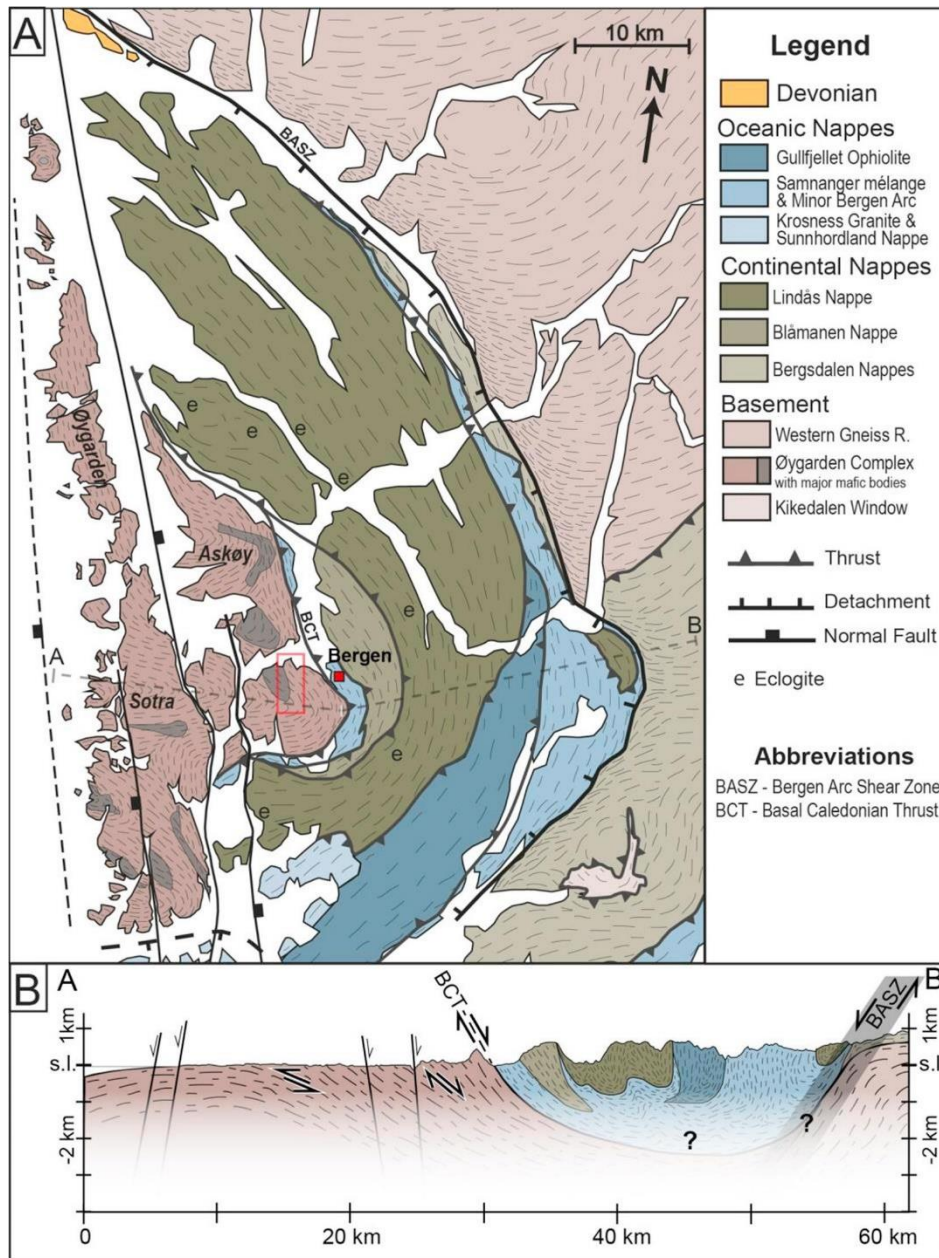 A
10 km
N
BASZ
Øygarden
e
e
e
e
Askøy
BCT
e
Bergen
A
B
Sotra
e
e
Legend
Devonian
Oceanic Nappes
Gullfjellet Ophiolite
Samnanger mélange
& Minor Bergen Arc
Krosness Granite &
Sunnhordland Nappe
Continental Nappes
Lindås Nappe
Blåmanen Nappe
Bergsdalen Nappes
Basement
Western Gneiss R.
Øygarden Complex
with major mafic bodies
Kikedalen Window
Thrust
Detachment
Normal Fault
e Eclogite
Abbreviations
BASZ - Bergen Arc Shear Zone
BCT - Basal Caledonian Thrust
B
A
BCT
B
BASZ
1km
s.l.
-2 km
1km
s.l.
-2 km
?
?
0
20 km
40 km
60 km